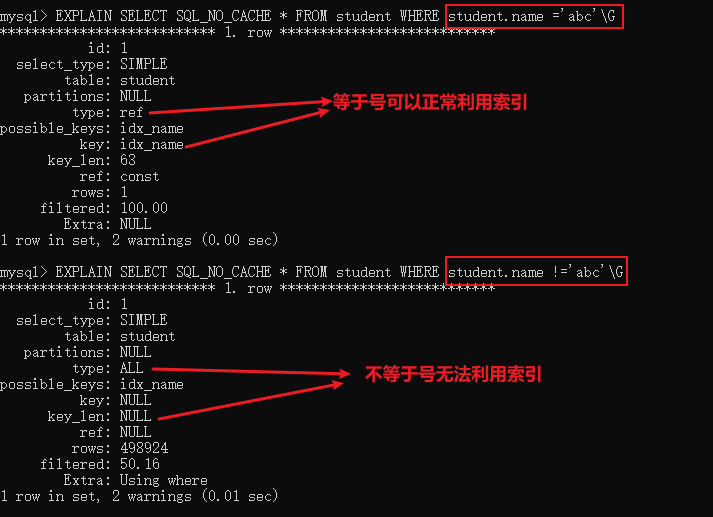 mysql> EXPLAIN SELECT SQL_NO_CACHE * FROM student WHERE student.name ='abc'\G
*************************** 1. row ***************************
id: 1
select_type: SIMPLE
table: student
partitions: NULL
type: ref
等于号可以正常利用索引
possible_keys: idx_name
key: idx_name
key_len: 63
ref: const
rows: 1
filtered: 100.00
Extra: NULL
1 row in set, 2 warnings (0.00 sec)
mysql> EXPLAIN SELECT SQL_NO_CACHE * FROM student WHERE student.name !='abc'\G
*************************** 1. row ***************************
id: 1
select_type: SIMPLE
table: student
partitions: NULL
type: ALL
不等于号无法利用索引
possible_keys: idx_name
key: NULL
key_len: NULL
ref: NULL
rows: 498924
filtered: 50.16
Extra: Using where
1 row in set, 2 warnings (0.01 sec)